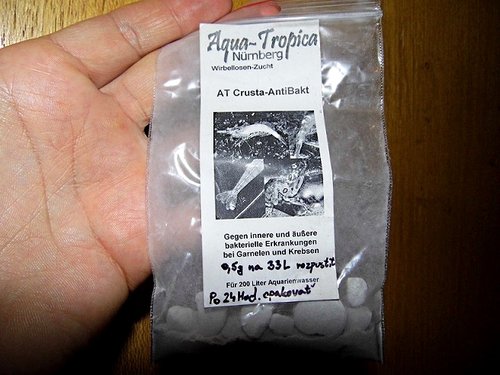 Aqua-Tropica
Nürnberg
Wirbellosen-Zucht
AT Crusta-AntiBakt
Gegen innere und äußere
bakterielle Erkrankungen
bei Garnelen und Krebsen
0,5g na 33L rozpustit
Für 200 Liter Aquarienwasser
Po 24 Hod. opakovať